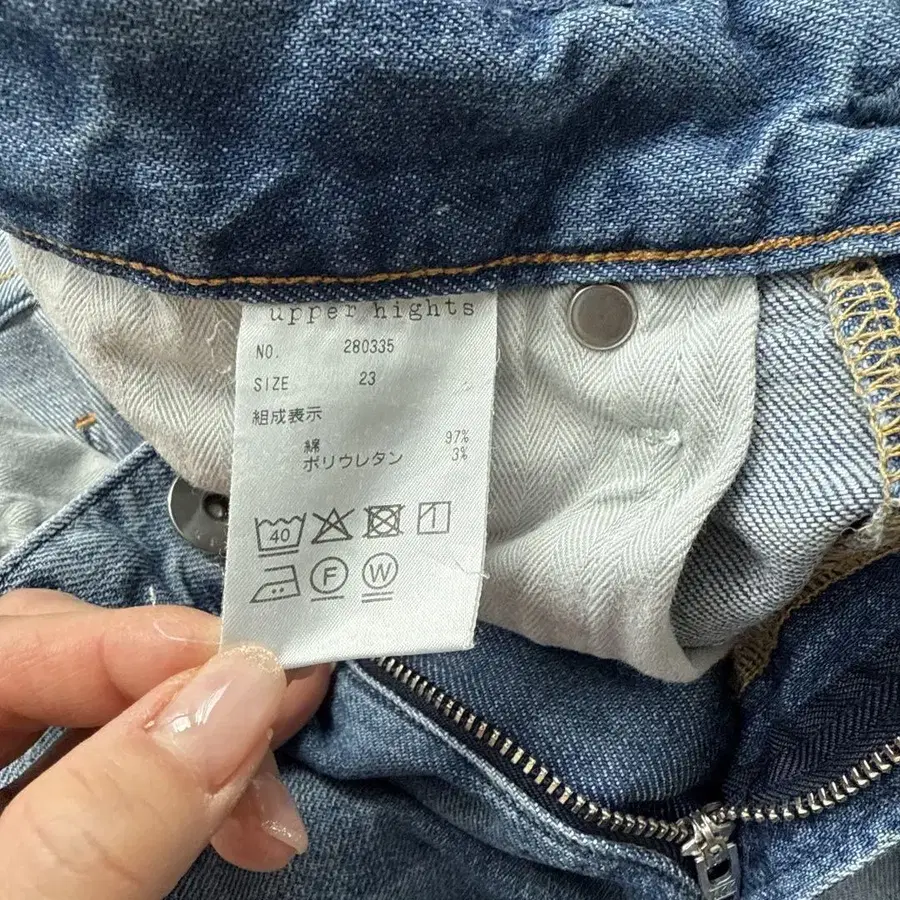 upper hights
NO. 280335
SIZE 23
組成表示
綿 97%
ポリウレタン 3%
40
F W